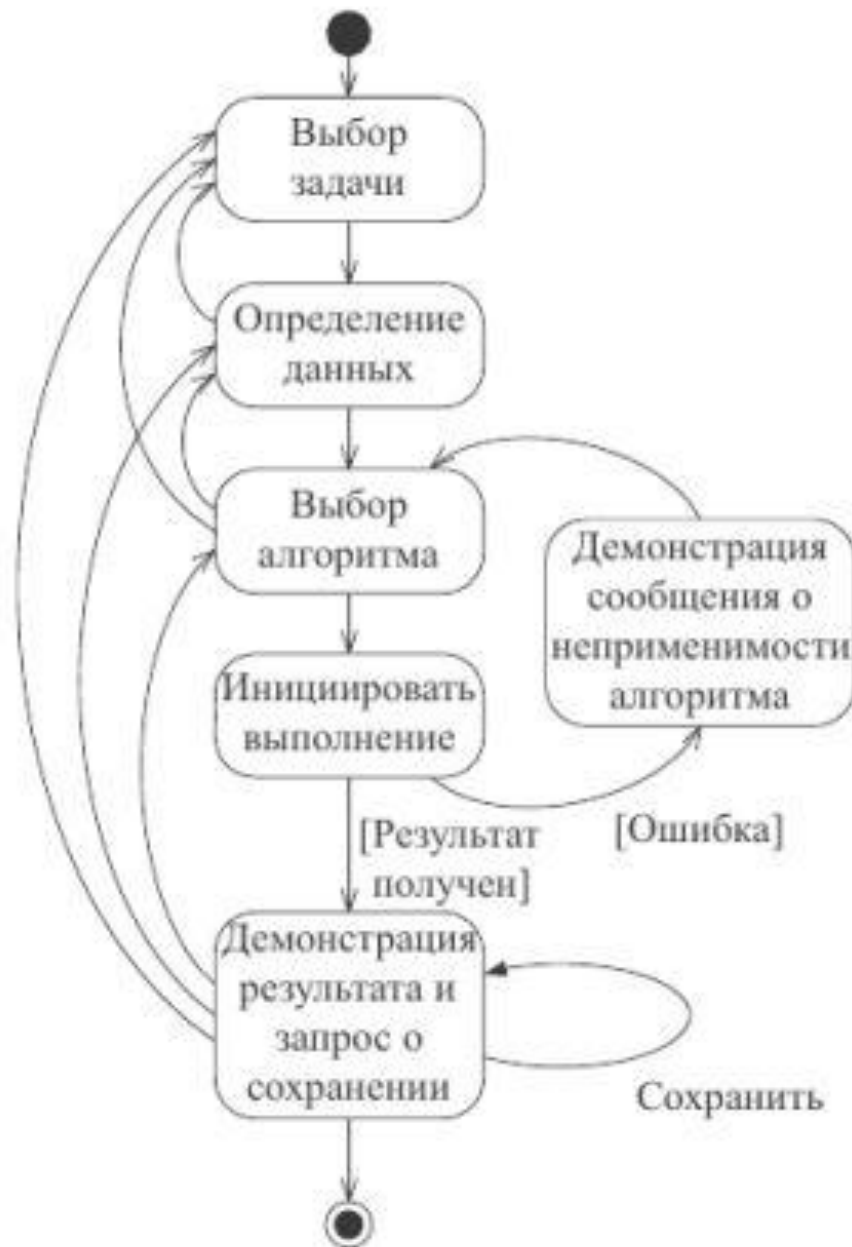 Выбор
задачи
Определение
данных
Выбор
алгоритма
Демонстрация
сообщения о
неприменимости
алгоритма
Инициировать
выполнение
[Результат
получен]
[Ошибка]
Демонстрация
результата и
запрос о
сохранении
Сохранить